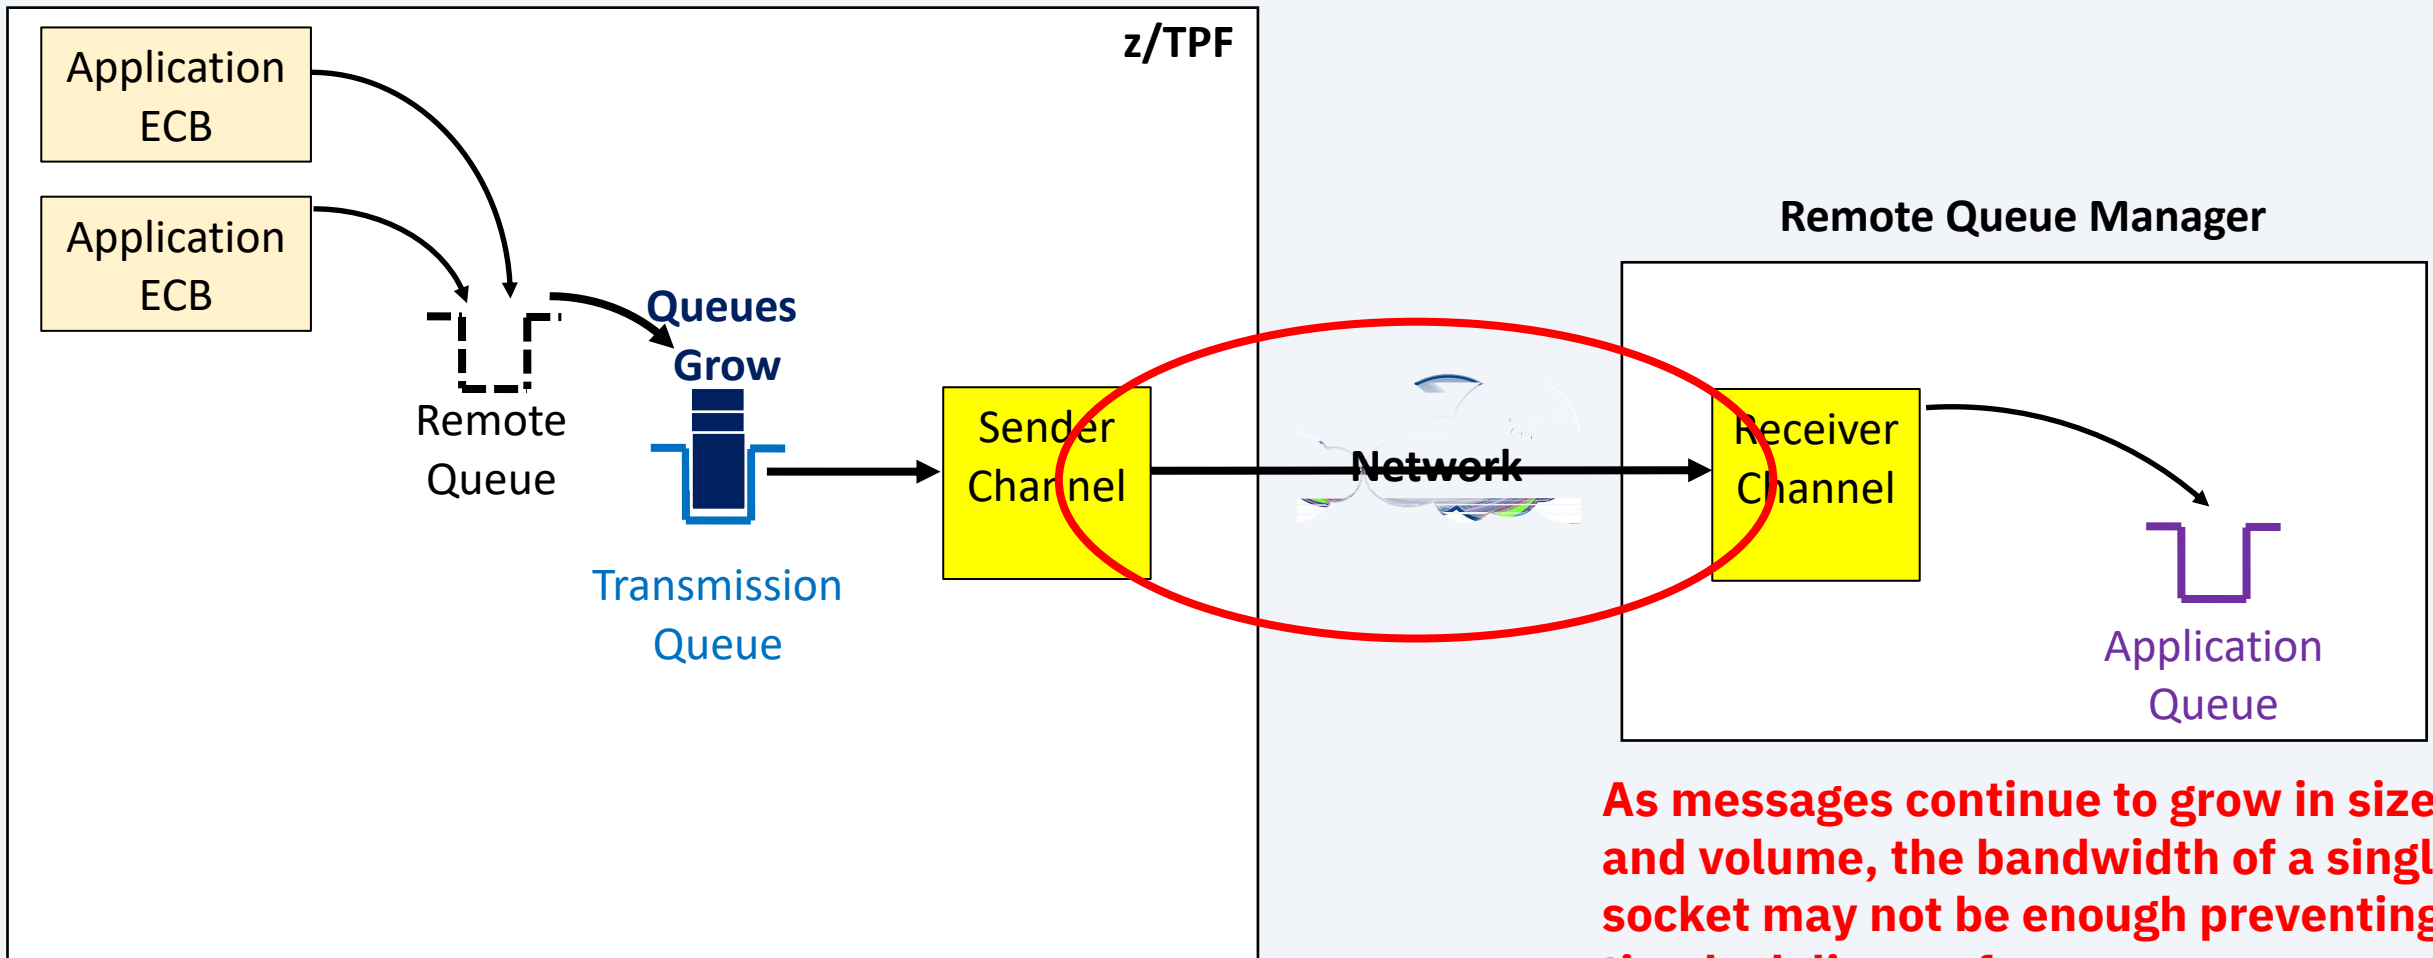 z/TPF
Application
ECB
Application
ECB
Remote Queue Manager
Queues
Grow
Remote
Queue
Sender
Channel
Network
Receiver
Channel
Transmission
Queue
Application
Queue
As messages continue to grow in size
and volume, the bandwidth of a singl
socket may not be enough preventing